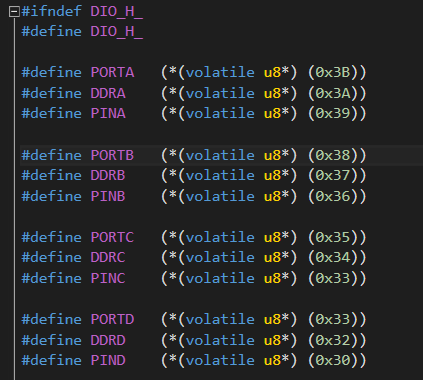 #ifndef DIO_H_
#define DIO_H_
#define PORTA (*(volatile u8*) (0x3B))
#define DDRA (*(volatile u8*) (0x3A))
#define PINA (*(volatile u8*) (0x39))
#define PORTB (*(volatile u8*) (0x38))
#define DDRB (*(volatile u8*) (0x37))
#define PINB (*(volatile u8*) (0x36))
#define PORTC (*(volatile u8*) (0x35))
#define DDRC (*(volatile u8*) (0x34))
#define PINC (*(volatile u8*) (0x33))
#define PORTD (*(volatile u8*) (0x33))
#define DDRD (*(volatile u8*) (0x32))
#define PIND (*(volatile u8*) (0x30))